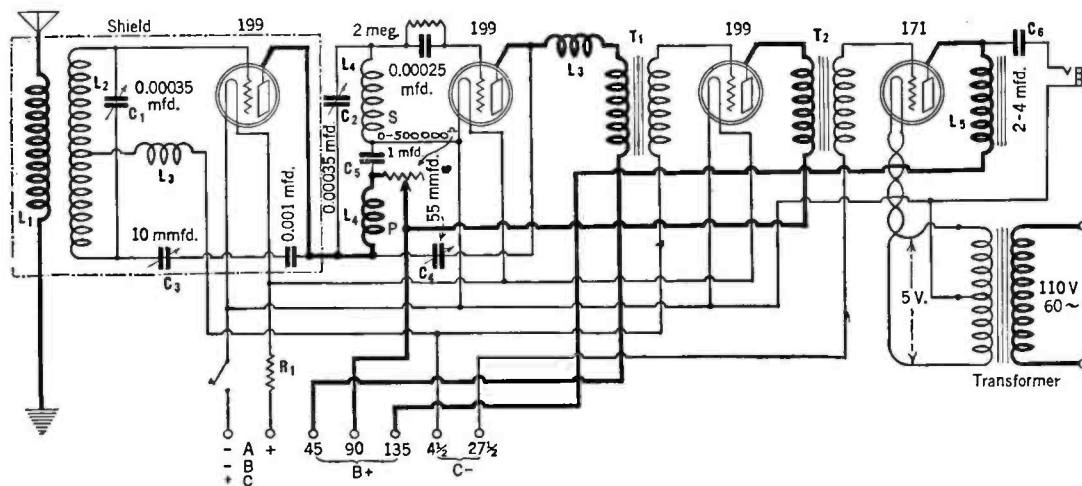 Shield
199
2 meg.
199
T₁
199
T₂
171
C₆
L₂
0.00035
mfd.
C₁
L₄
C₂
0.00025
mfd.
L₃
L₅
2-4 mfd.
S
0-500000
L₃
0.00035 mfd
C₅
1 mfd.
L₁
0.001 mfd.
L₄
P
55 mmfd.
10 mmfd.
C₃
C₄
5 V.
110 V
60~
R₁
Transformer
- A +
- B
+ C
45 90 135
B+
4½ 27½
C-